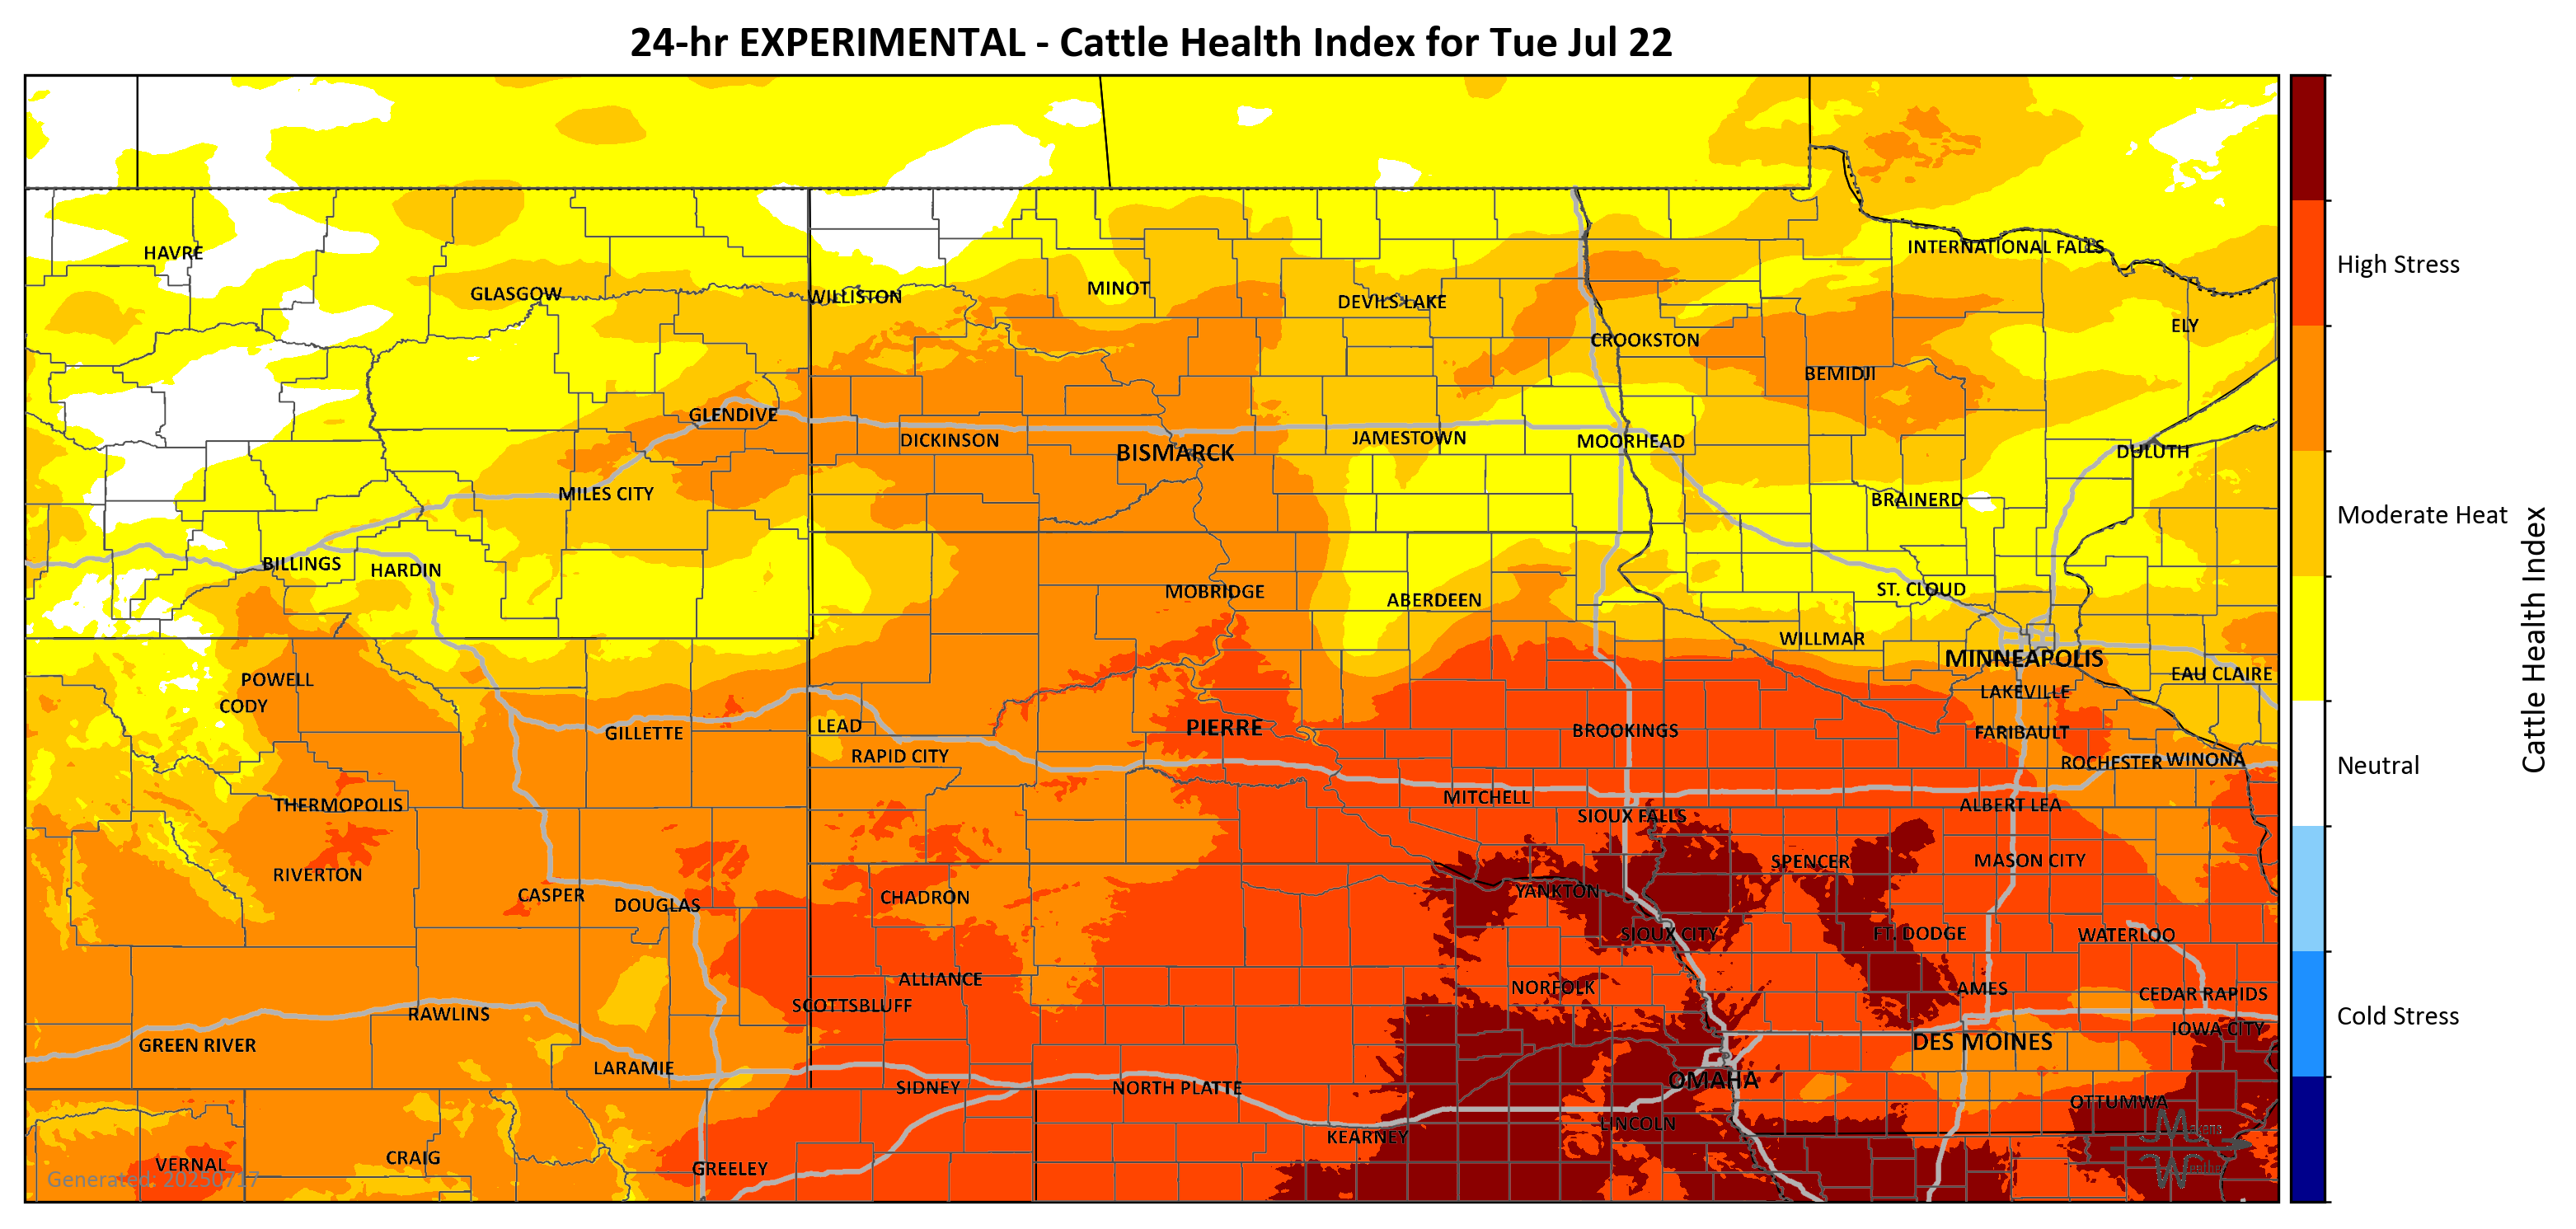 24-hr EXPERIMENTAL - Cattle Health Index for Tue Jul 22
HAVRE
INTERNATIONAL FALLS
High Stress
GLASGOW
WILLISTON
MINOT
DEVILS LAKE
ELY
CROOKSTON
BEMIDJI
GLENDIVE
DICKINSON
BISMARCK
JAMESTOWN
MOORHEAD
DULUTH
MILES CITY
BRAINERD
Moderate Heat
BILLINGS
HARDIN
MOBRIDGE
ABERDEEN
ST. CLOUD
Cattle Health Index
WILLMAR
MINNEAPOLIS
EAU CLAIRE
POWELL
CODY
LAKEVILLE
GILLETTE
LEAD
PIERRE
BROOKINGS
FARIBAULT
RAPID CITY
ROCHESTER
WINONA
Neutral
THERMOPOLIS
MITCHELL
SIOUX FALLS
ALBERT LEA
RIVERTON
SPENCER
MASON CITY
CASPER
DOUGLAS
CHADRON
YANKTON
SIOUX CITY
FT. DODGE
WATERLOO
ALLIANCE
NORFOLK
AMES
CEDAR RAPIDS
SCOTTSBLUFF
RAWLINS
Cold Stress
GREEN RIVER
IOWA CITY
DES MOINES
LARAMIE
SIDNEY
NORTH PLATTE
OMAHA
OTTUMWA
KEARNEY
LINCOLN
VERNAL
CRAIG
GREELEY
Generated: 20250717